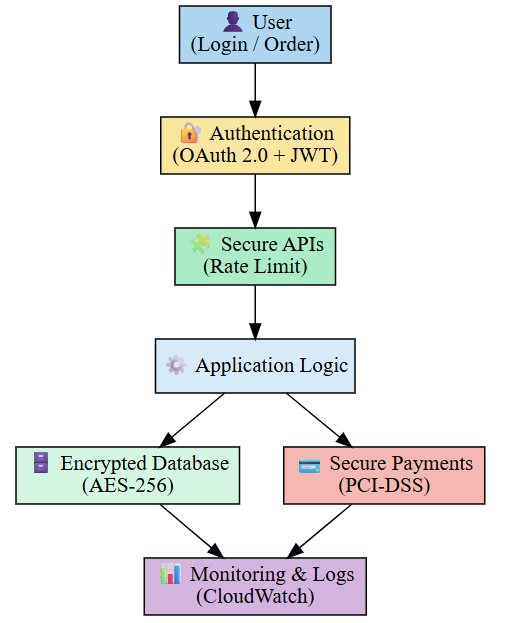 User
(Login / Order)
Authentication
(OAuth 2.0 + JWT)
Secure APIs
(Rate Limit)
Application Logic
Encrypted Database
(AES-256)
Secure Payments
(PCI-DSS)
Monitoring & Logs
(CloudWatch)